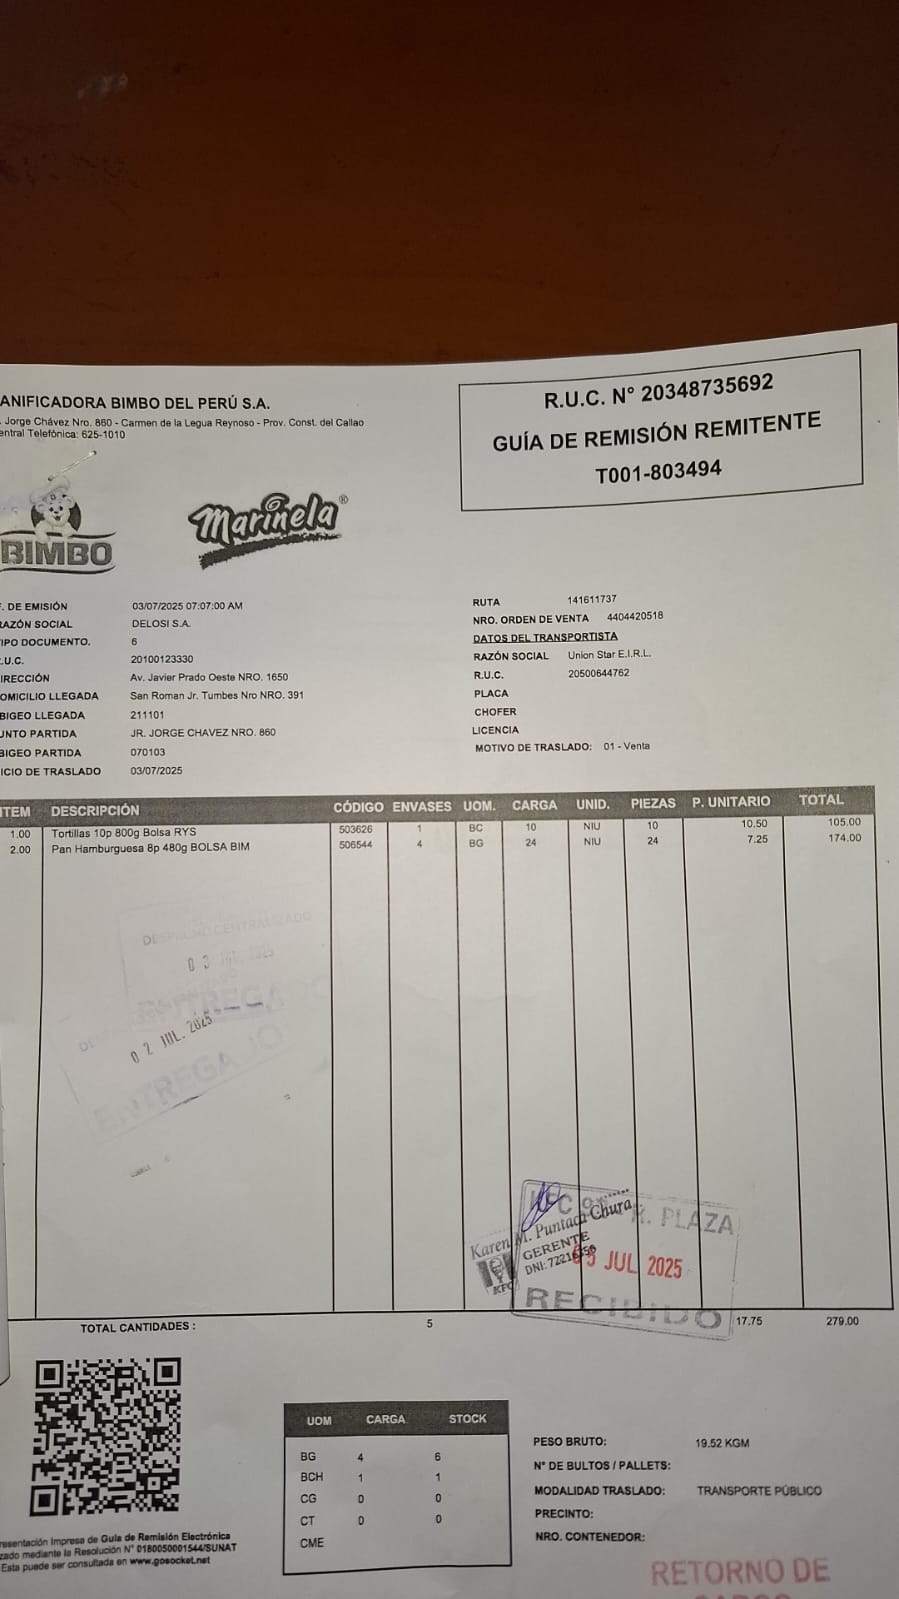 ANIFICADORA BIMBO DEL PERÚ S.A.
. Jorge Chávez Nro. 860 - Carmen de la Legua Reynoso - Prov. Const. del Callao
entral Telefónica: 625-1010
R.U.C. N° 20348735692
GUÍA DE REMISIÓN REMITENTE
T001-803494
BIMBO
Marinela®
. DE EMISIÓN 03/07/2025 07:07:00 AM
AZÓN SOCIAL DELOSI S.A.
IPO DOCUMENTO. 6
.U.C. 20100123330
IRECCIÓN Av. Javier Prado Oeste NRO. 1650
OMICILIO LLEGADA San Roman Jr. Tumbes Nro NRO. 391
BIGEO LLEGADA 211101
UNTO PARTIDA JR. JORGE CHAVEZ NRO. 860
BIGEO PARTIDA 070103
ICIO DE TRASLADO 03/07/2025
RUTA 141611737
NRO. ORDEN DE VENTA 4404420518
DATOS DEL TRANSPORTISTA
RAZÓN SOCIAL Union Star E.I.R.L.
R.U.C. 20500644762
PLACA
CHOFER
LICENCIA
MOTIVO DE TRASLADO: 01 - Venta
ITEM DESCRIPCIÓN CÓDIGO ENVASES UOM. CARGA UNID. PIEZAS P. UNITARIO TOTAL
1.00 Tortillas 10p 800g Bolsa RYS 503626 1 BC 10 NIU 10 10.50 105.00
2.00 Pan Hamburguesa 8p 480g BOLSA BIM 506544 4 BG 24 NIU 24 7.25 174.00
CENTRALIZADO
ENTREGADO
02 JUL. 2025
ENTREGADO
R. PLAZA
Karen M. Puntaca Chura
GERENTE
KFC
JUL 2025
RECIBIDO
TOTAL CANTIDADES : 5 17.75 279.00
UOM CARGA STOCK
BG 4 6
BCH 1 1
CG 0 0
CT 0 0
CME
PESO BRUTO: 19.52 KGM
N° DE BULTOS / PALLETS:
MODALIDAD TRASLADO: TRANSPORTE PÚBLICO
PRECINTO:
NRO. CONTENEDOR:
resentación Impresa de Guía de Remisión Electrónica
zado mediante la Resolución N° 0180050001544/SUNAT
Esta puede ser consultada en www.gosocket.net
RETORNO DE